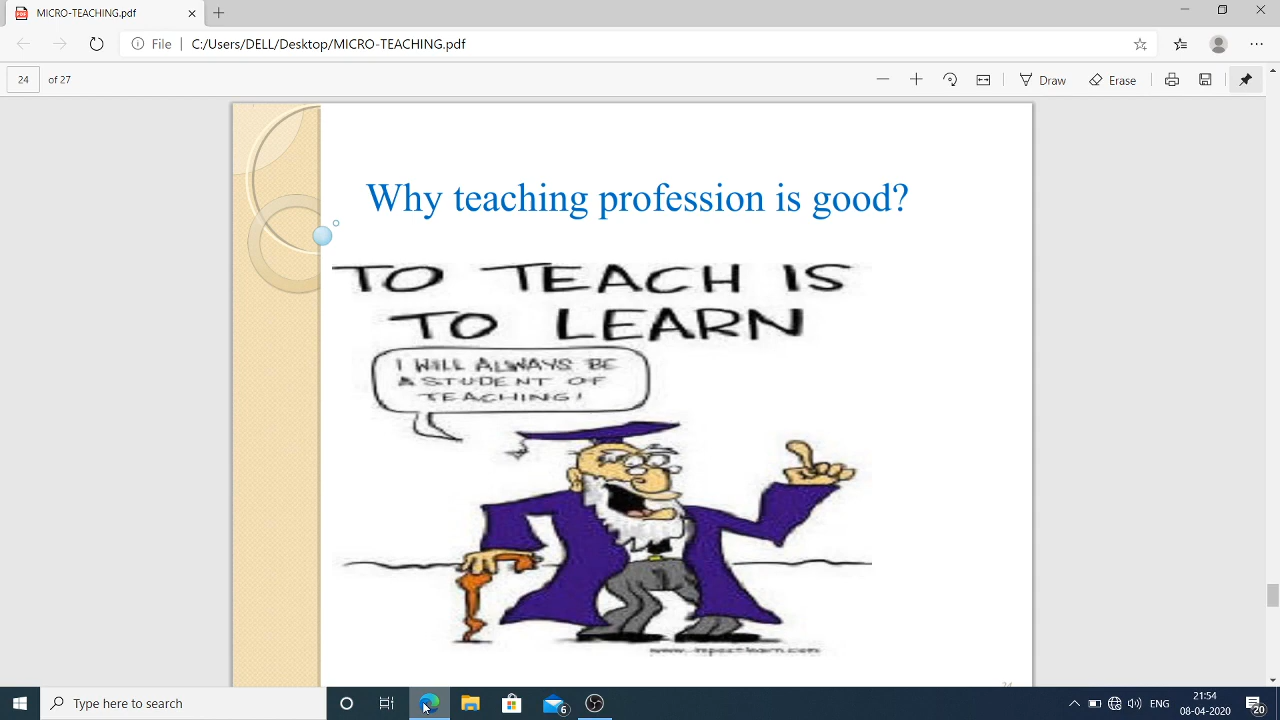 MICRO-TEACHING.pdf
File
C:/Users/DELL/Desktop/MICRO-TEACHING.pdf
24 of 27
Draw
Erase
Why teaching profession is good?
TO TEACH IS
TO LEARN
I WILL ALWAYS BE
A STUDENT OF
TEACHING!
24
Type here to search
6
ENG
21:54
08-04-2020
20